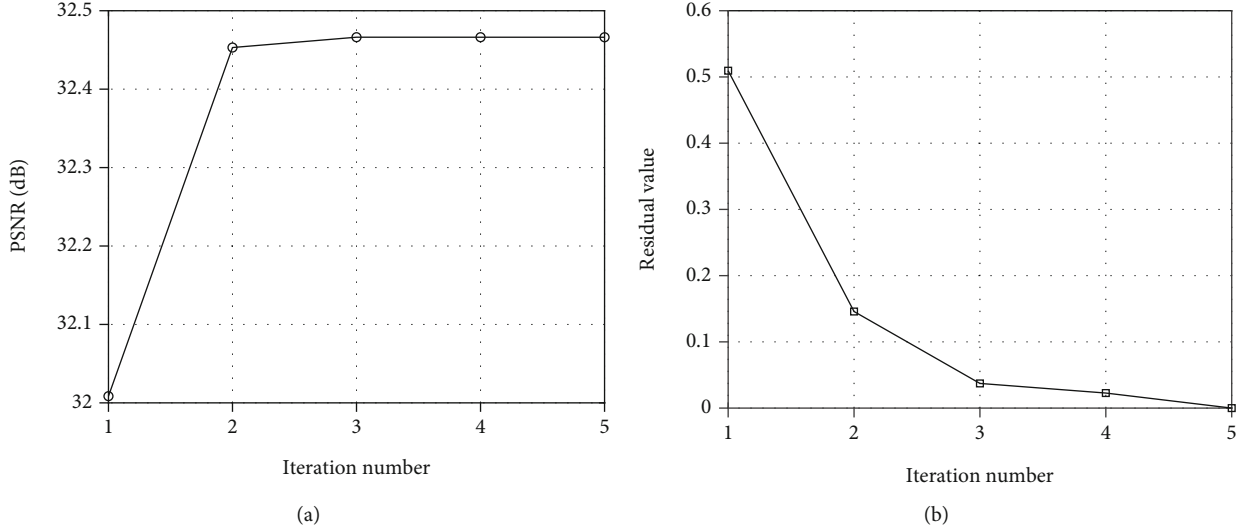 32.5
32.4
32.3
32.2
32.1
32
PSNR (dB)
1 2 3 4 5
Iteration number
(a)
0.6
0.5
0.4
0.3
0.2
0.1
0
Residual value
1 2 3 4 5
Iteration number
(b)